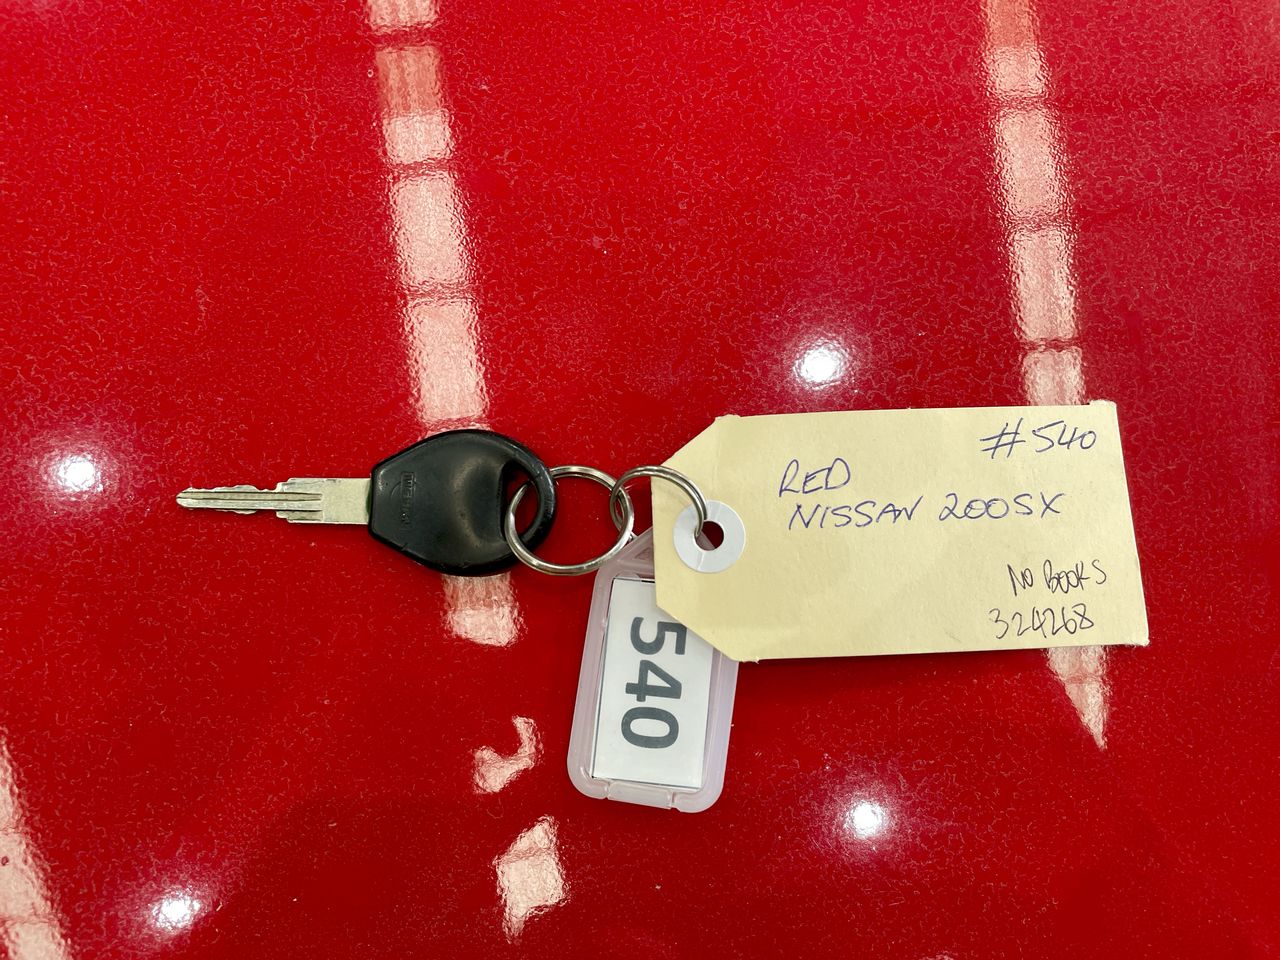 #540
RED
NISSAN 200SX
NO BOOKS
324268
540